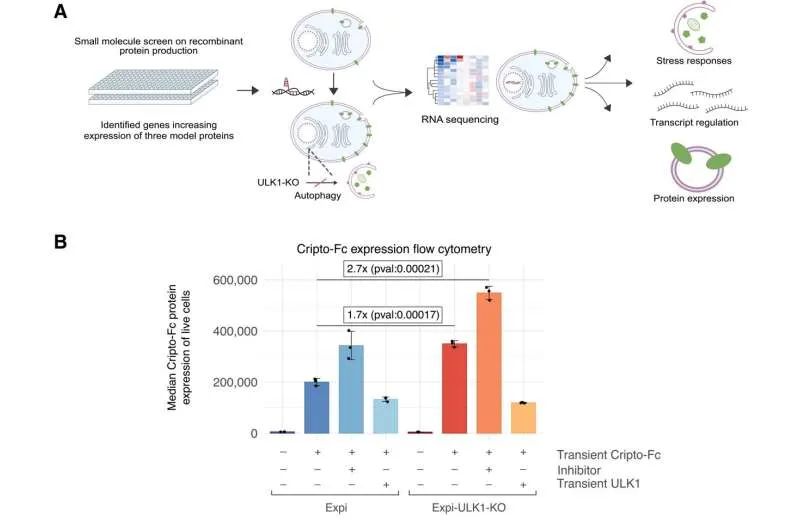 A
Small molecule screen on recombinant
protein production
Identified genes increasing
expression of three model proteins
ULK1-KO
Autophagy
RNA sequencing
Stress responses
Transcript regulation
Protein expression
B
Cripto-Fc expression flow cytometry
Median Cripto-Fc protein
expression of live cells
600,000
400,000
200,000
0
2.7x (pval:0.00021)
1.7x (pval:0.00017)
− + + + − + + + Transient Cripto-Fc
− − + − − − + − Inhibitor
− − − + − − − + Transient ULK1
Expi Expi-ULK1-KO